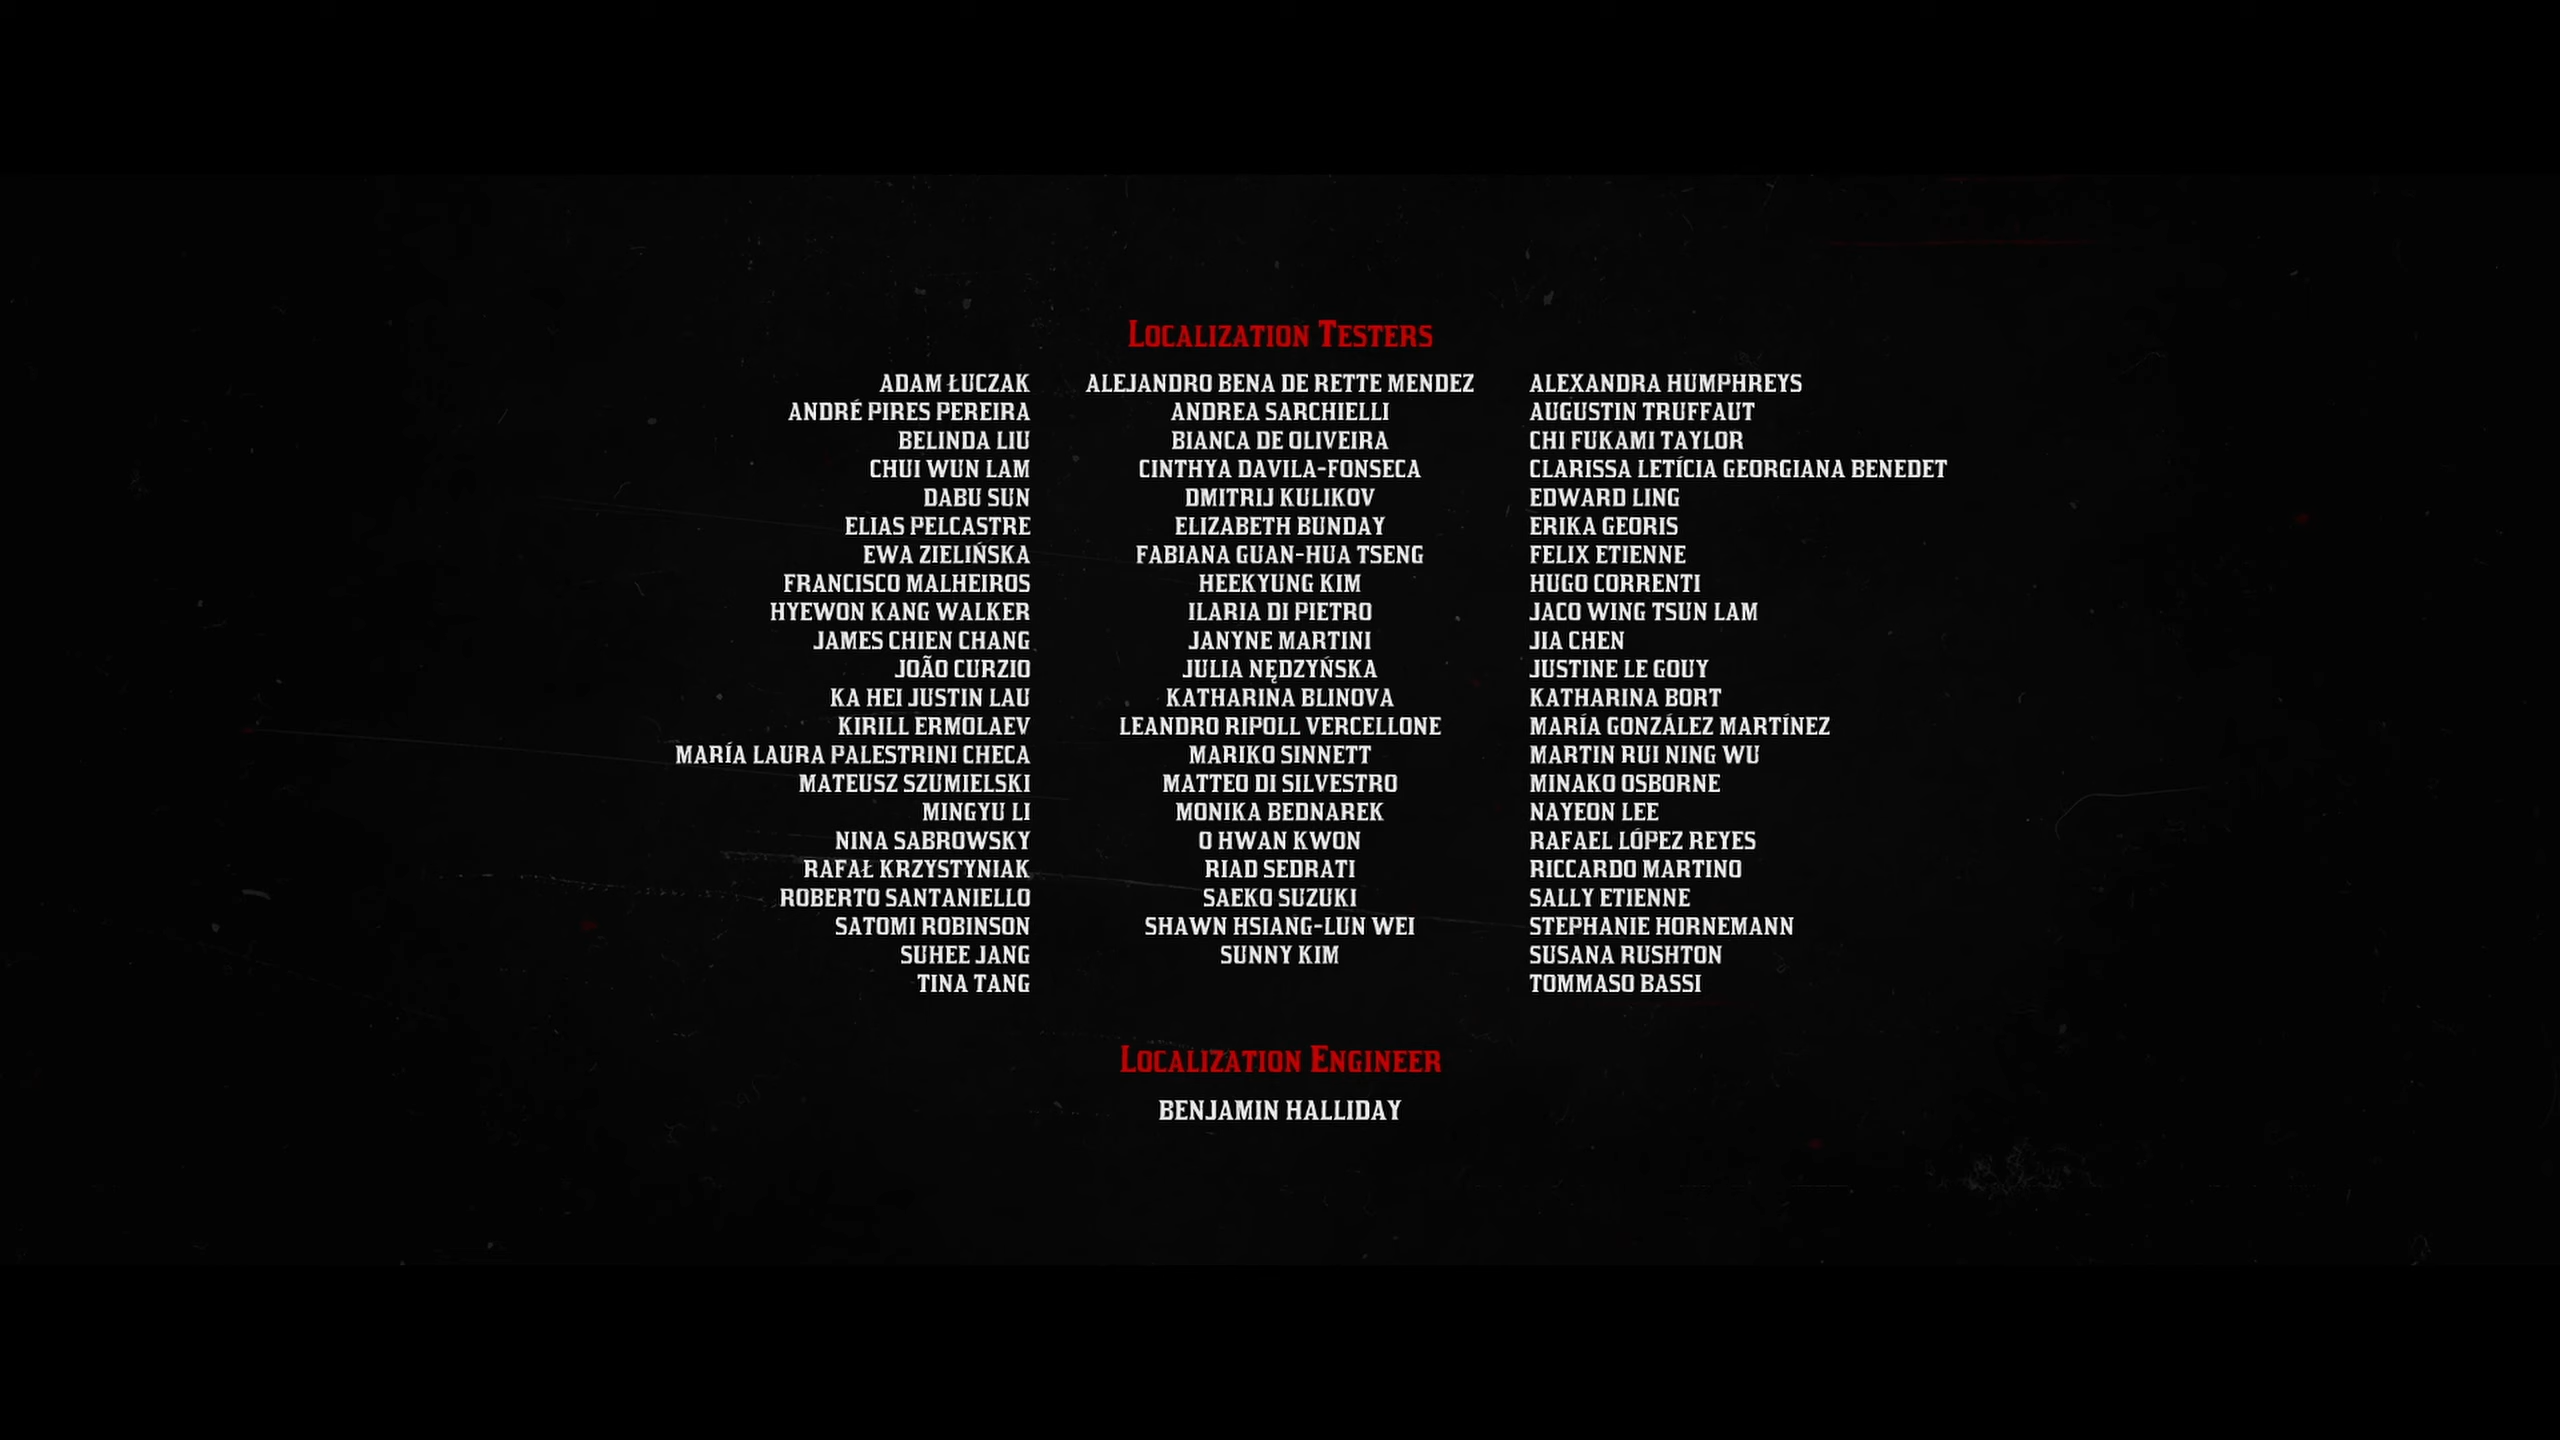 Localization Testers
ADAM ŁUCZAK ALEJANDRO BENA DE RETTE MENDEZ ALEXANDRA HUMPHREYS
ANDRÉ PIRES PEREIRA ANDREA SARCHIELLI AUGUSTIN TRUFFAUT
BELINDA LIU BIANCA DE OLIVEIRA CHI FUKAMI TAYLOR
CHUI WUN LAM CINTHYA DAVILA-FONSECA CLARISSA LETÍCIA GEORGIANA BENEDET
DABU SUN DMITRIJ KULIKOV EDWARD LING
ELIAS PELCASTRE ELIZABETH BUNDAY ERIKA GEORIS
EWA ZIELIŃSKA FABIANA GUAN-HUA TSENG FELIX ETIENNE
FRANCISCO MALHEIROS HEEKYUNG KIM HUGO CORRENTI
HYEWON KANG WALKER ILARIA DI PIETRO JACO WING TSUN LAM
JAMES CHIEN CHANG JANYNE MARTINI JIA CHEN
JOÃO CURZIO JULIA NĘDZYŃSKA JUSTINE LE GOUY
KA HEI JUSTIN LAU KATHARINA BLINOVA KATHARINA BORT
KIRILL ERMOLAEV LEANDRO RIPOLL VERCELLONE MARÍA GONZÁLEZ MARTÍNEZ
MARÍA LAURA PALESTRINI CHECA MARIKO SINNETT MARTIN RUI NING WU
MATEUSZ SZUMIELSKI MATTEO DI SILVESTRO MINAKO OSBORNE
MINGYU LI MONIKA BEDNAREK NAYEON LEE
NINA SABROWSKY O HWAN KWON RAFAEL LÓPEZ REYES
RAFAŁ KRZYSTYNIAK RIAD SEDRATI RICCARDO MARTINO
ROBERTO SANTANIELLO SAEKO SUZUKI SALLY ETIENNE
SATOMI ROBINSON SHAWN HSIANG-LUN WEI STEPHANIE HORNEMANN
SUHEE JANG SUNNY KIM SUSANA RUSHTON
TINA TANG TOMMASO BASSI
Localization Engineer
BENJAMIN HALLIDAY